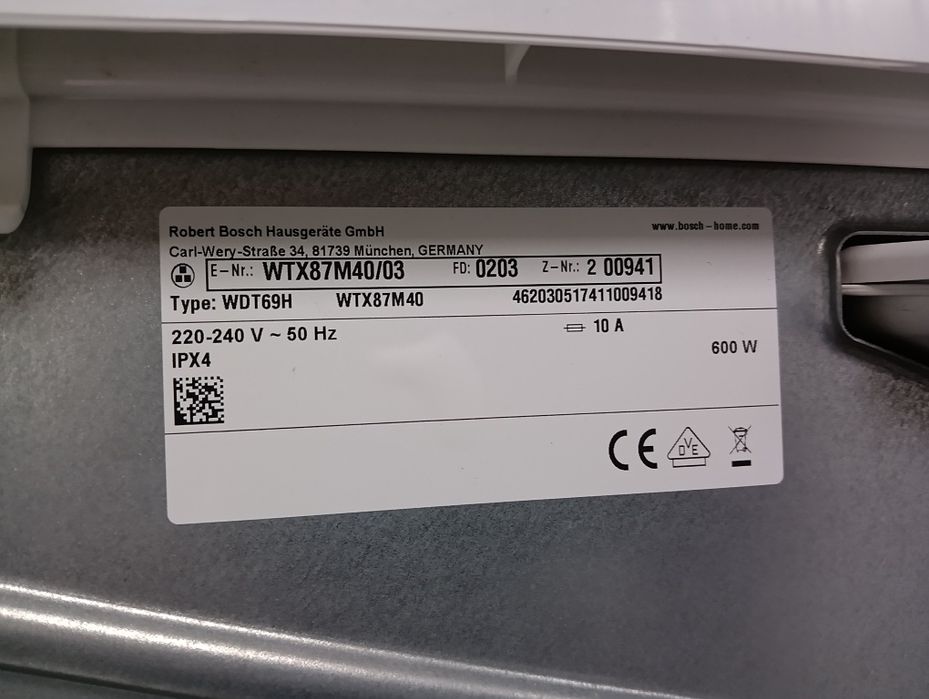 Robert Bosch Hausgeräte GmbH
www.bosch-home.com
Carl-Wery-Straße 34, 81739 München, GERMANY
E-Nr.: WTX87M40/03 FD: 0203 Z-Nr.: 2 00941
Type: WDT69H WTX87M40 462030517411009418
220-240 V ~ 50 Hz 10 A
IPX4 600 W
CE DVE